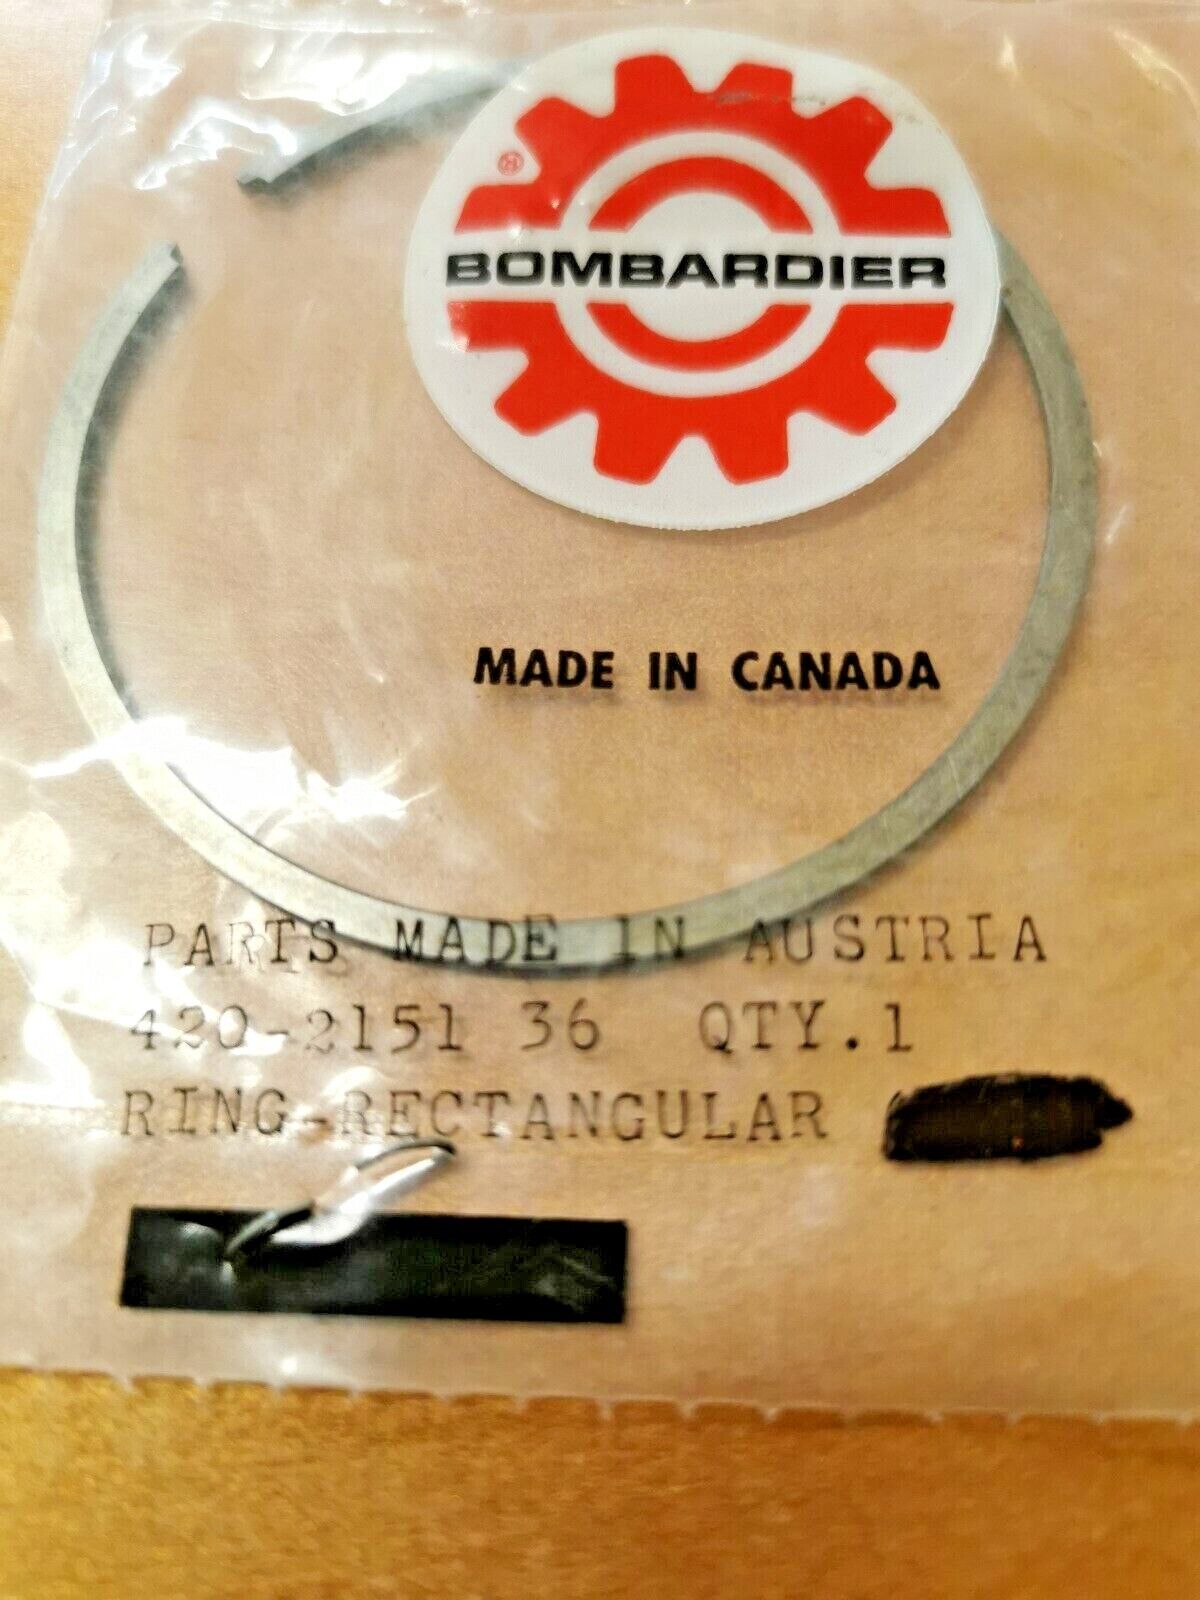 ®
BOMBARDIER
MADE IN CANADA
PARTS MADE IN AUSTRIA
420-2151 36 QTY.1
RING-RECTANGULAR